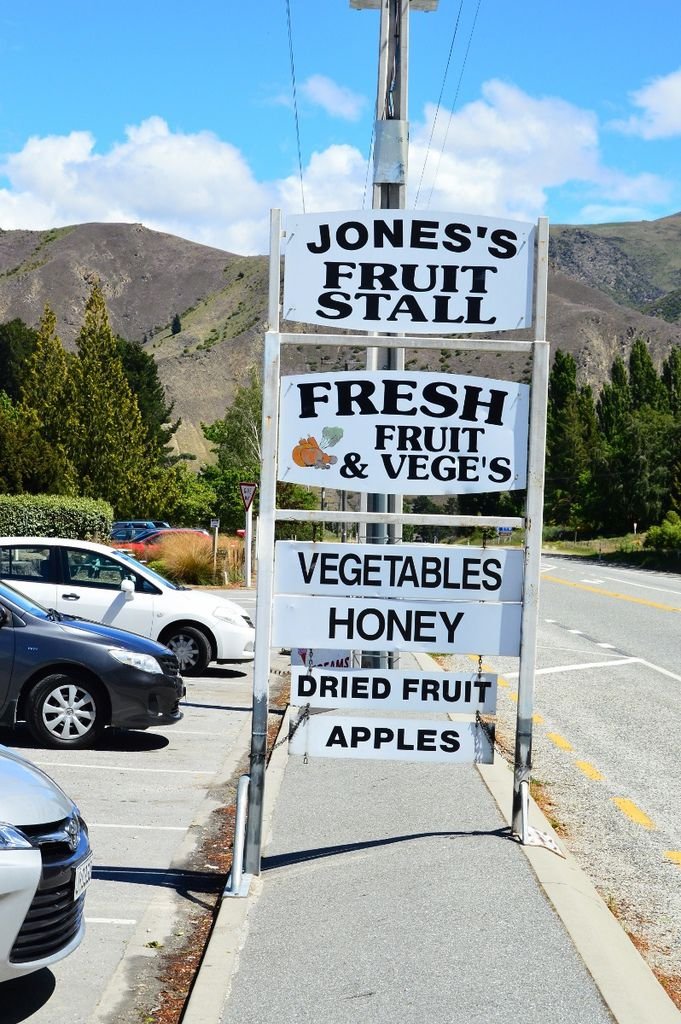 JONES'S
FRUIT
STALL
FRESH
FRUIT
& VEGE'S
VEGETABLES
HONEY
DRIED FRUIT
APPLES